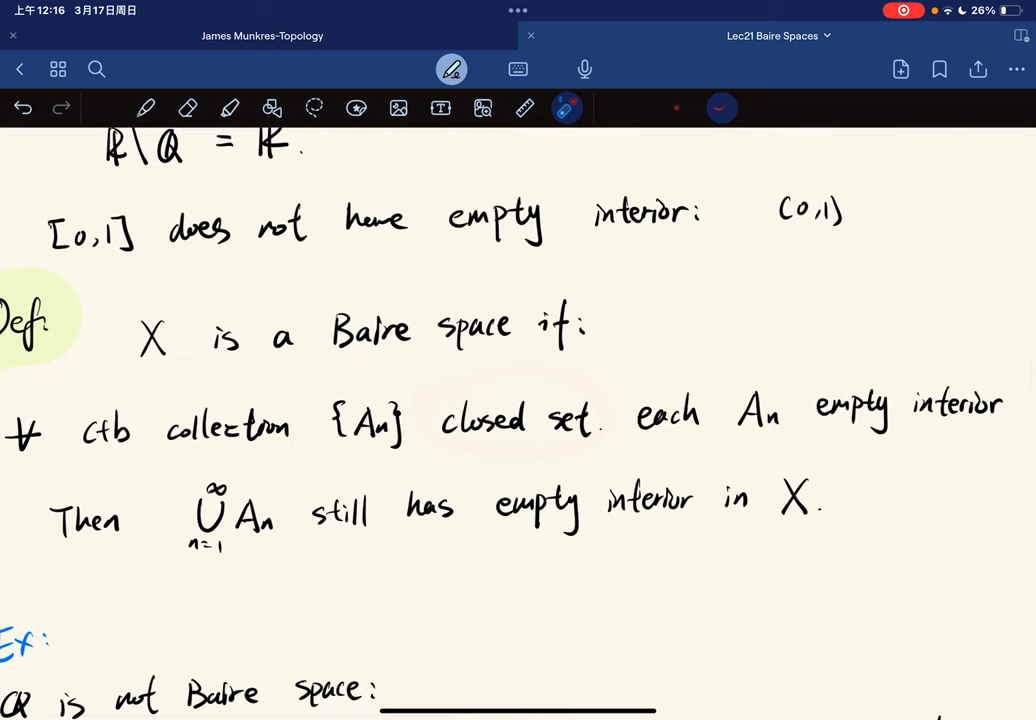 上午12:16 3月17日周日
26%
James Munkres-Topology
Lec21 Baire Spaces
ℝ\ℚ = ℝ.
[0,1] does not have empty interior: (0,1)
Def:
X is a Baire space if:
∀ ctb collection {An} closed set. each An empty interior
Then ∞⋃n=1 An still has empty interior in X.
Ex:
ℚ is not Baire space: